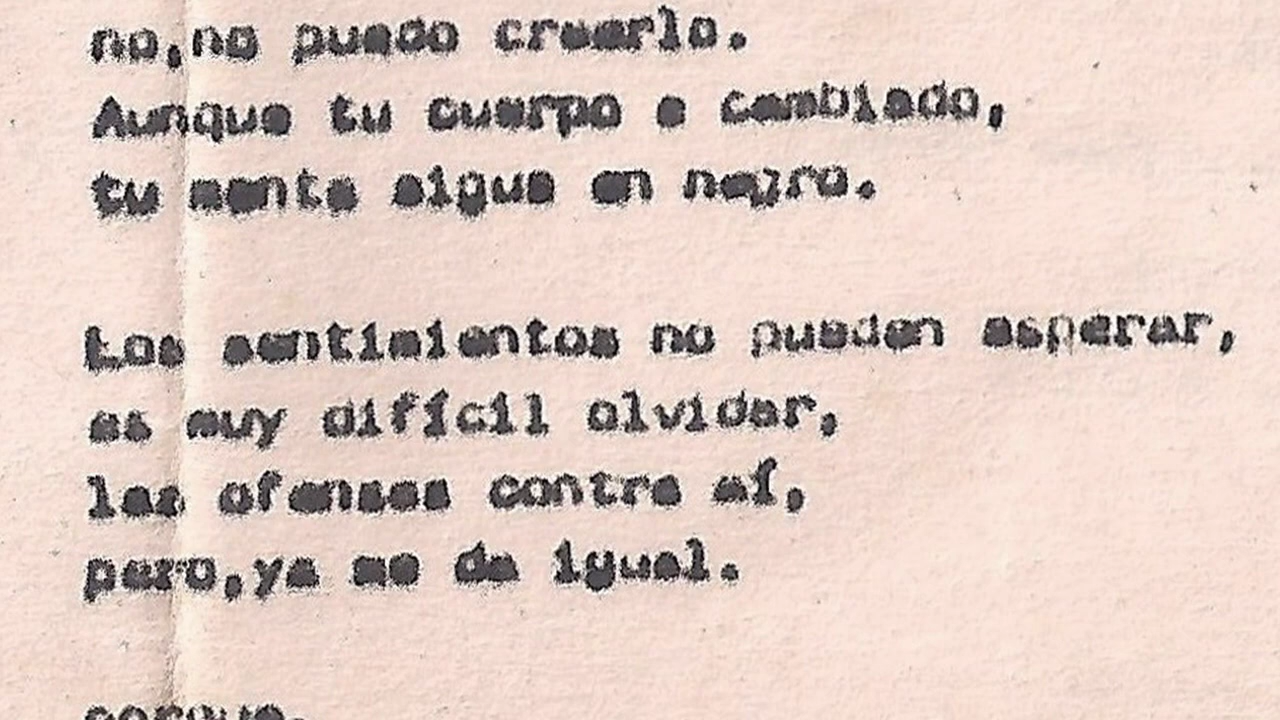 no,no puedo creerlo.
Aunque tu cuerpo a cambiado,
tu mente sigue en negro.
Los sentimientos no pueden esperar,
es muy difícil olvidar,
las ofensas contra mí,
pero,ya me da igual.
porque,